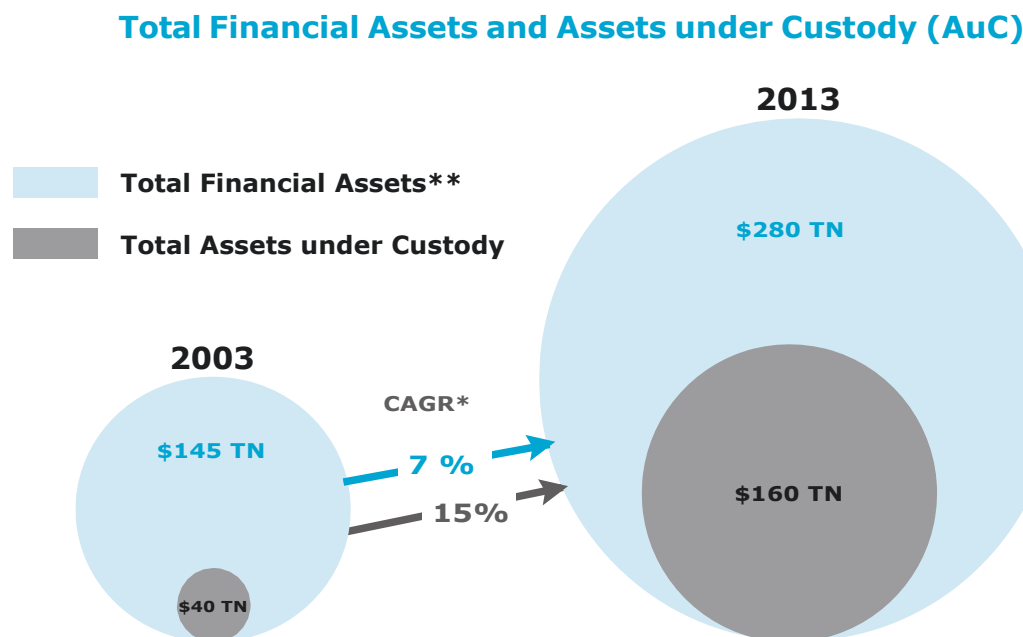 Total Financial Assets and Assets under Custody (AuC)
2013
Total Financial Assets**
$280 TN
Total Assets under Custody
2003
CAGR*
$145 TN
7 %
$160 TN
15%
$40 TN